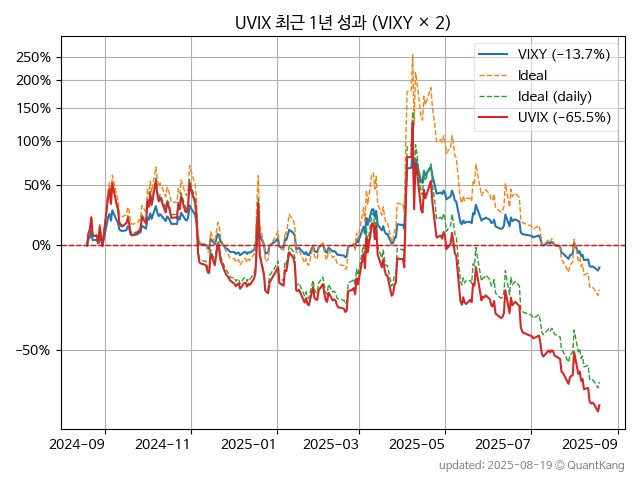 UVIX 최근 1년 성과 (VIXY × 2)
VIXY (−13.7%)
Ideal
Ideal (daily)
UVIX (−65.5%)
250%
200%
150%
100%
50%
0%
−50%
2024-09 2024-11 2025-01 2025-03 2025-05 2025-07 2025-09
updated: 2025-08-19 © QuantKang